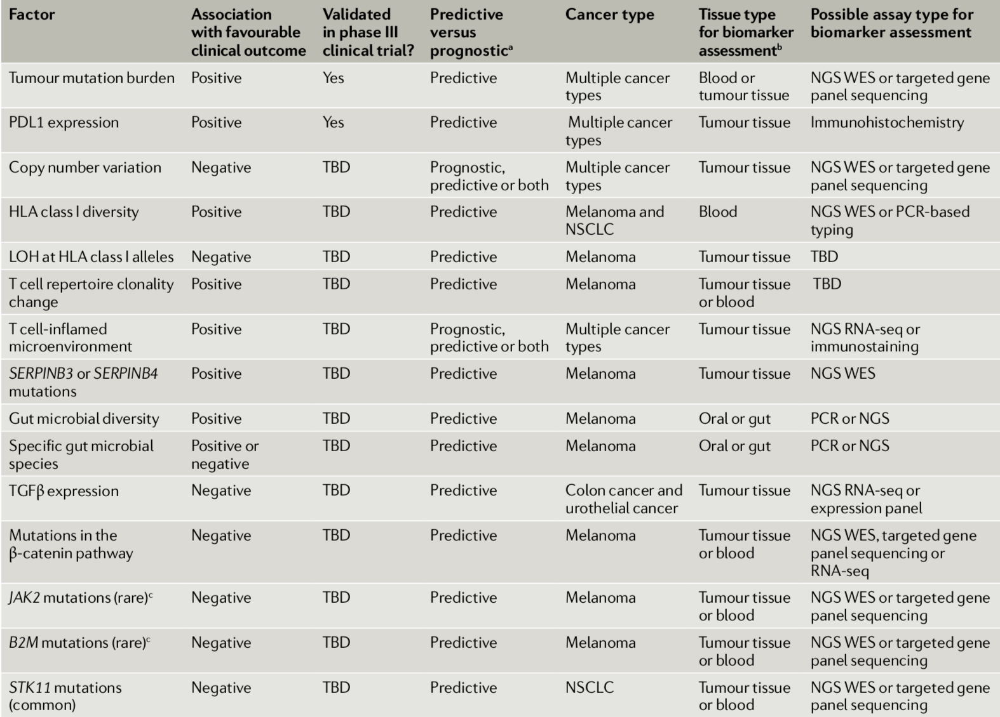 Factor
Association
with favourable
clinical outcome
Validated
in phase III
clinical trial?
Predictive
versus
prognosticᵃ
Cancer type
Tissue type
for biomarker
assessmentᵇ
Possible assay type for
biomarker assessment
Tumour mutation burden
Positive
Yes
Predictive
Multiple cancer
types
Blood or
tumour tissue
NGS WES or targeted gene
panel sequencing
PDL1 expression
Positive
Yes
Predictive
Multiple cancer
types
Tumour tissue
Immunohistochemistry
Copy number variation
Negative
TBD
Prognostic,
predictive or both
Multiple cancer
types
Tumour tissue
NGS WES or targeted gene
panel sequencing
HLA class I diversity
Positive
TBD
Predictive
Melanoma and
NSCLC
Blood
NGS WES or PCR-based
typing
LOH at HLA class I alleles
Negative
TBD
Predictive
Melanoma
Tumour tissue
TBD
T cell repertoire clonality
change
Positive
TBD
Predictive
Melanoma
Tumour tissue
or blood
TBD
T cell-inflamed
microenvironment
Positive
TBD
Prognostic,
predictive or both
Multiple cancer
types
Tumour tissue
NGS RNA-seq or
immunostaining
SERPINB3 or SERPINB4
mutations
Positive
TBD
Predictive
Melanoma
Tumour tissue
NGS WES
Gut microbial diversity
Positive
TBD
Predictive
Melanoma
Oral or gut
PCR or NGS
Specific gut microbial
species
Positive or
negative
TBD
Predictive
Melanoma
Oral or gut
PCR or NGS
TGFβ expression
Negative
TBD
Predictive
Colon cancer and
urothelial cancer
Tumour tissue
NGS RNA-seq or
expression panel
Mutations in the
β-catenin pathway
Negative
TBD
Predictive
Melanoma
Tumour tissue
or blood
NGS WES, targeted gene
panel sequencing or
RNA-seq
JAK2 mutations (rare)ᶜ
Negative
TBD
Predictive
Melanoma
Tumour tissue
or blood
NGS WES or targeted gene
panel sequencing
B2M mutations (rare)ᶜ
Negative
TBD
Predictive
Melanoma
Tumour tissue
or blood
NGS WES or targeted gene
panel sequencing
STK11 mutations
(common)
Negative
TBD
Predictive
NSCLC
Tumour tissue
or blood
NGS WES or targeted gene
panel sequencing